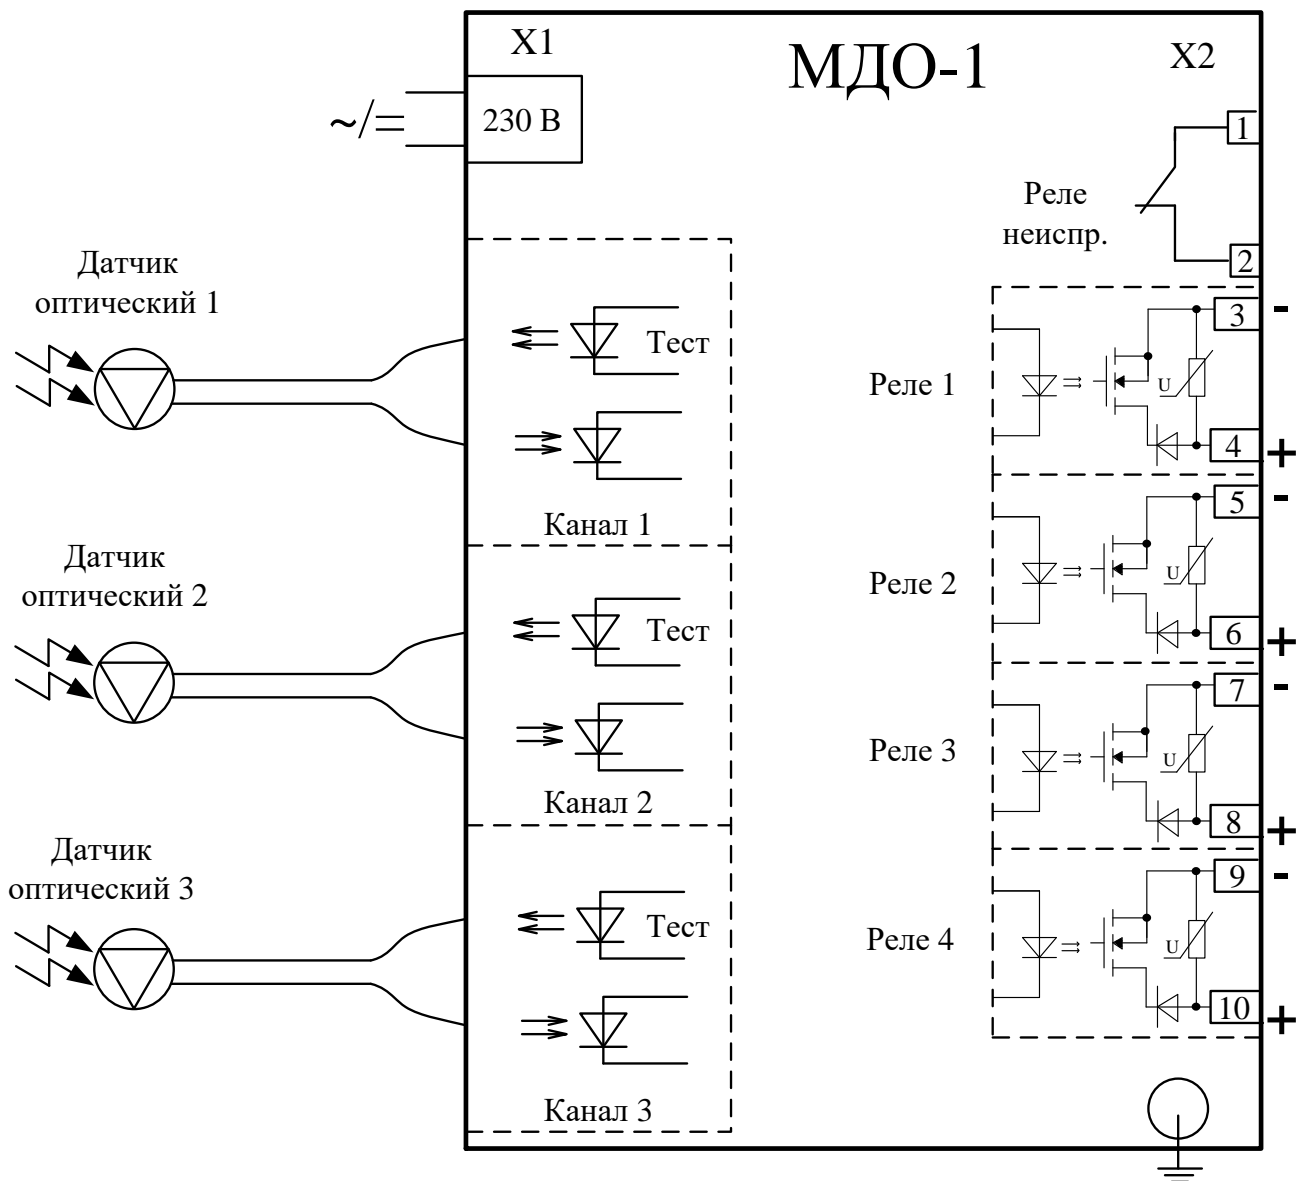 X1
МДО-1
X2
~/=
230 В
1
Реле
неиспр.
2
Датчик
оптический 1
Тест
Канал 1
Реле 1
3
-
U
4
+
Датчик
оптический 2
Тест
Канал 2
Реле 2
5
-
U
6
+
Реле 3
7
-
U
8
+
Датчик
оптический 3
Тест
Канал 3
Реле 4
9
-
U
10
+